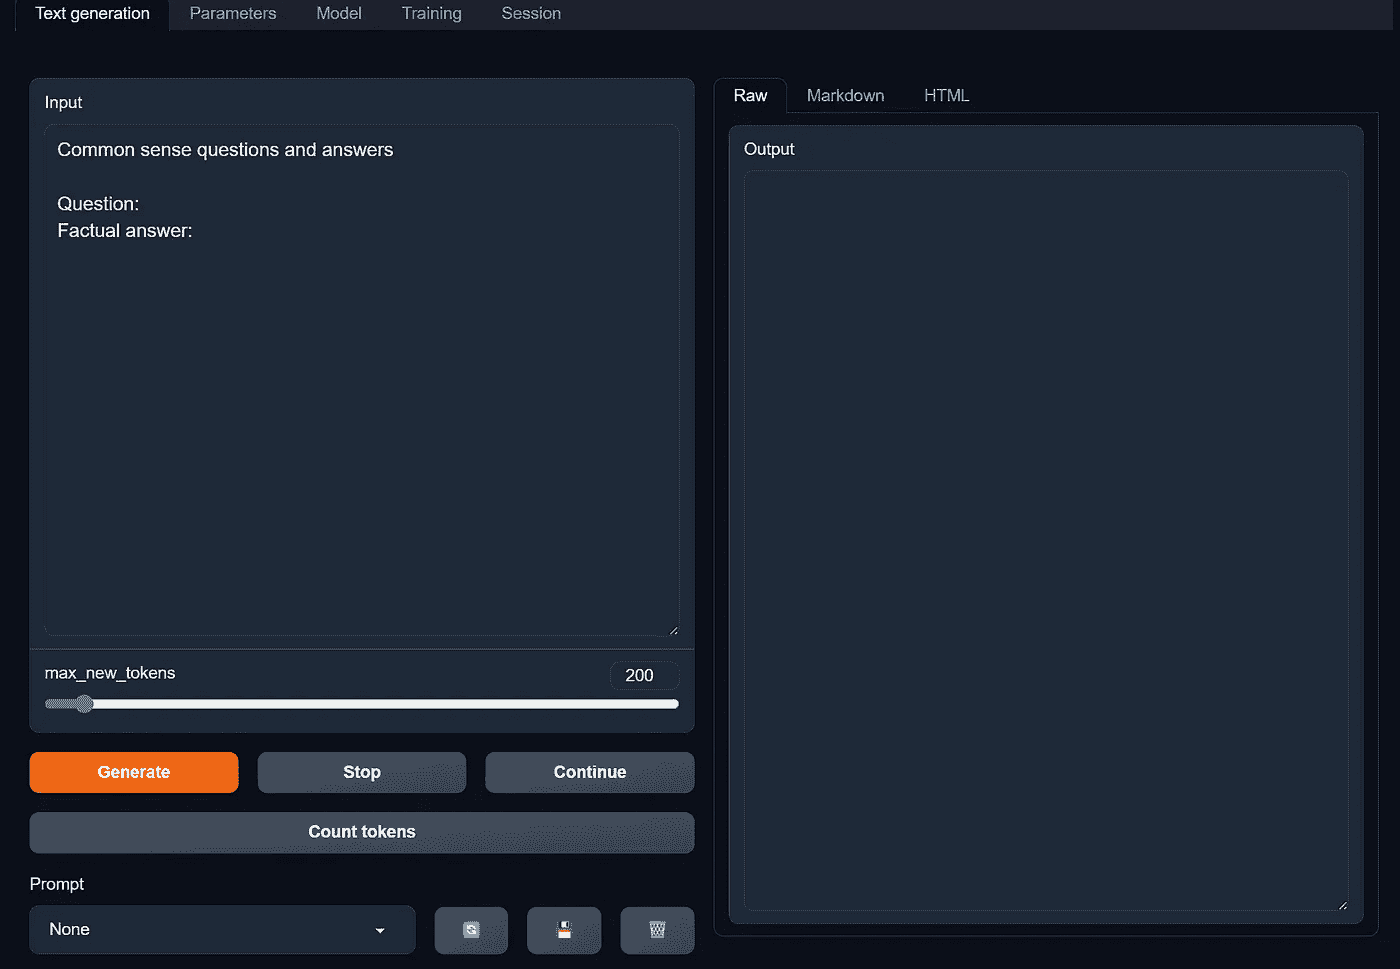 Text generation
Parameters
Model
Training
Session
Input
Common sense questions and answers
Question:
Factual answer:
max_new_tokens
200
Generate
Stop
Continue
Count tokens
Prompt
None
Raw
Markdown
HTML
Output